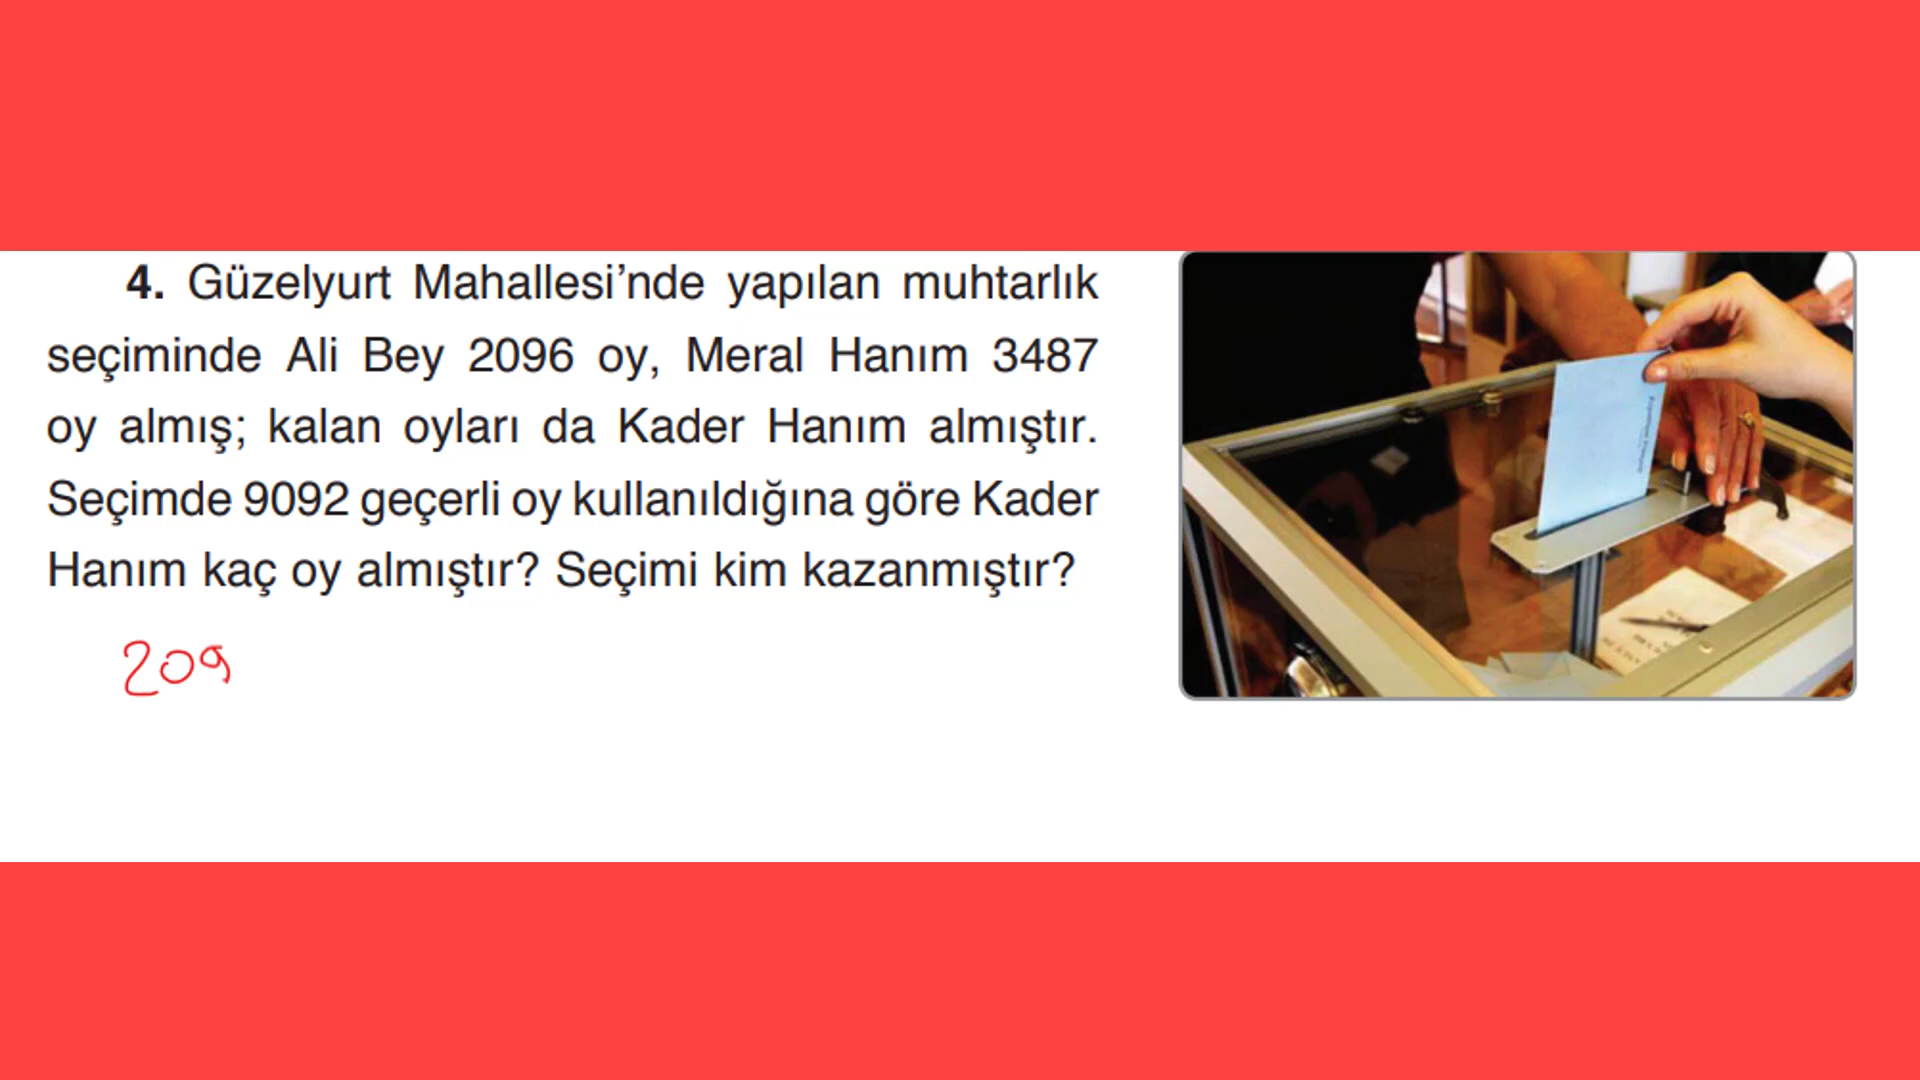 4. Güzelyurt Mahallesi’nde yapılan muhtarlık
seçiminde Ali Bey 2096 oy, Meral Hanım 3487
oy almış; kalan oyları da Kader Hanım almıştır.
Seçimde 9092 geçerli oy kullanıldığına göre Kader
Hanım kaç oy almıştır? Seçimi kim kazanmıştır?
209